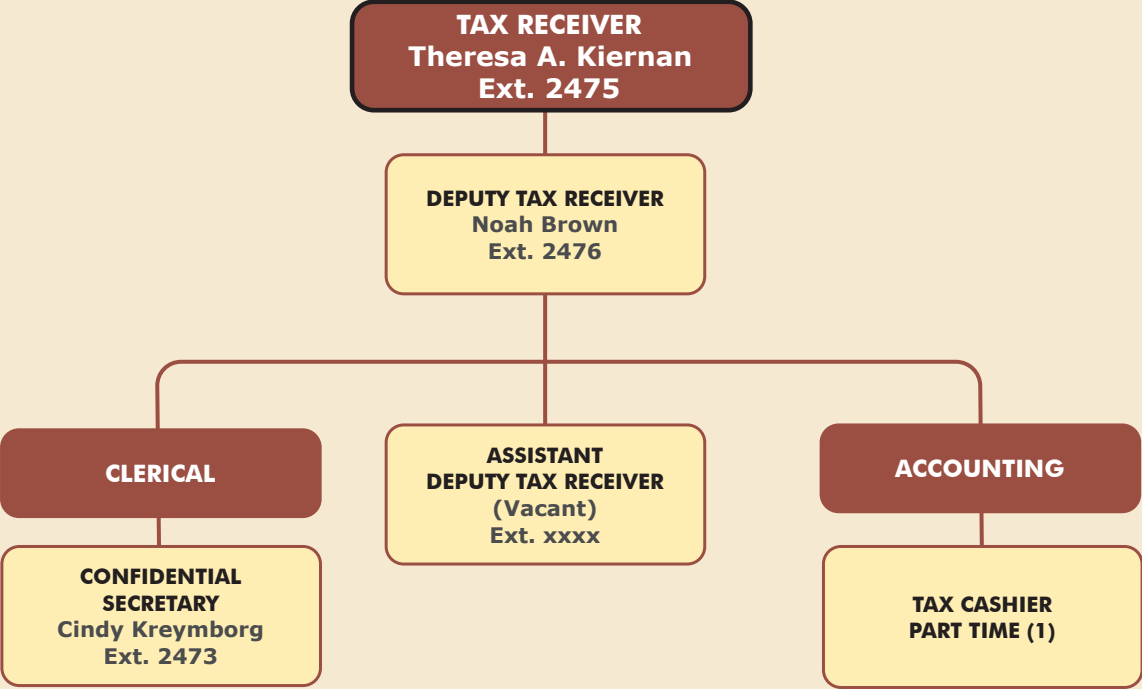 TAX RECEIVER
Theresa A. Kiernan
Ext. 2475
DEPUTY TAX RECEIVER
Noah Brown
Ext. 2476
CLERICAL
ASSISTANT
DEPUTY TAX RECEIVER
(Vacant)
Ext. xxxx
ACCOUNTING
CONFIDENTIAL
SECRETARY
Cindy Kreymborg
Ext. 2473
TAX CASHIER
PART TIME (1)